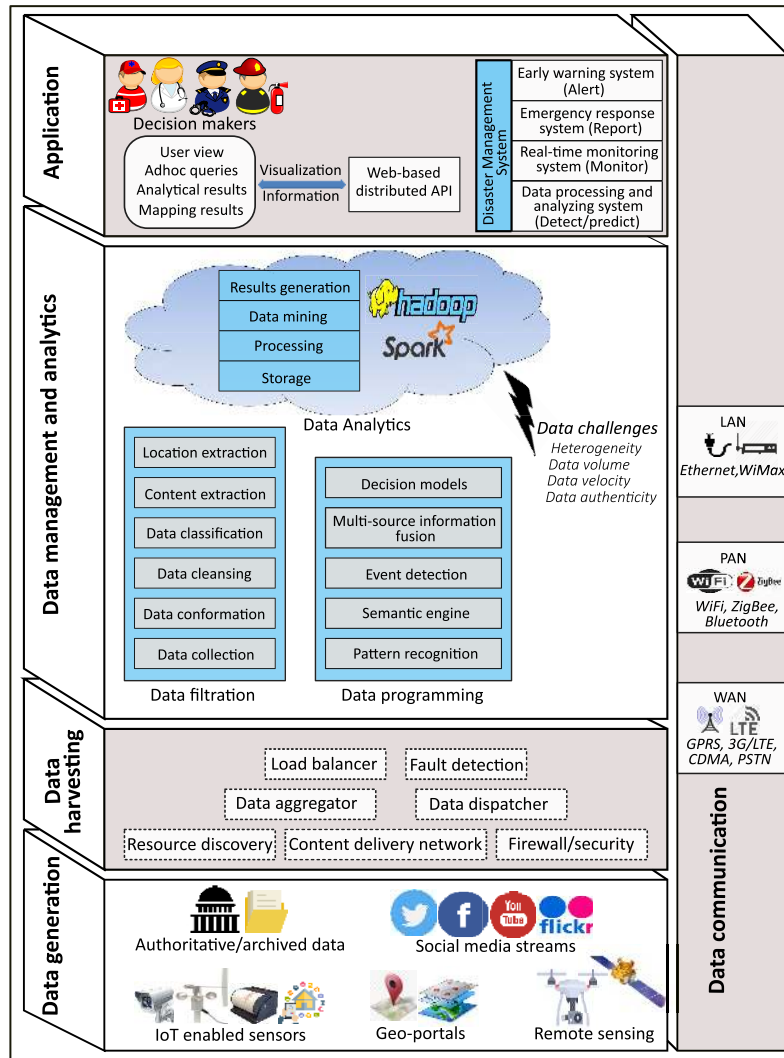 Application
Decision makers
User view
Adhoc queries
Analytical results
Mapping results
Visualization
Information
Web-based
distributed API
Disaster Management
System
Early warning system
(Alert)
Emergency response
system (Report)
Real-time monitoring
system (Monitor)
Data processing and
analyzing system
(Detect/predict)
Data management and analytics
Results generation
Data mining
Processing
Storage
hadoop
Spark
Data Analytics
Data challenges
Heterogeneity
Data volume
Data velocity
Data authenticity
Location extraction
Content extraction
Data classification
Data cleansing
Data conformation
Data collection
Data filtration
Decision models
Multi-source information
fusion
Event detection
Semantic engine
Pattern recognition
Data programming
Data
harvesting
Load balancer
Fault detection
Data aggregator
Data dispatcher
Resource discovery
Content delivery network
Firewall/security
Data generation
Authoritative/archived data
f
You
Tube
flickr
Social media streams
IoT enabled sensors
Geo-portals
Remote sensing
LAN
Ethernet,WiMax
PAN
WiFi
ZigBee
WiFi, ZigBee,
Bluetooth
WAN
LTE
GPRS, 3G/LTE,
CDMA, PSTN
Data communication